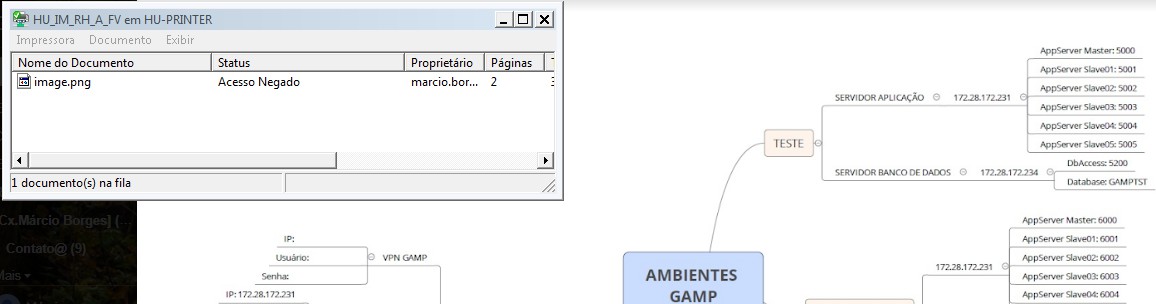 HU_IM_RH_A_FV em HU-PRINTER
Impressora Documento Exibir
Nome do Documento Status Proprietário Páginas
image.png Acesso Negado marcio.bor... 2
1 documento(s) na fila
Cx.Márcio Borges] (...
Contato@ (9)
Mais
IP:
Usuário:
Senha:
VPN GAMP
IP: 172.28.172.231
AMBIENTES
GAMP
TESTE
SERVIDOR APLICAÇÃO
172.28.172.231
AppServer Master: 5000
AppServer Slave01: 5001
AppServer Slave02: 5002
AppServer Slave03: 5003
AppServer Slave04: 5004
AppServer Slave05: 5005
SERVIDOR BANCO DE DADOS
172.28.172.234
DbAccess: 5200
Database: GAMPTST
172.28.172.231
AppServer Master: 6000
AppServer Slave01: 6001
AppServer Slave02: 6002
AppServer Slave03: 6003
AppServer Slave04: 6004